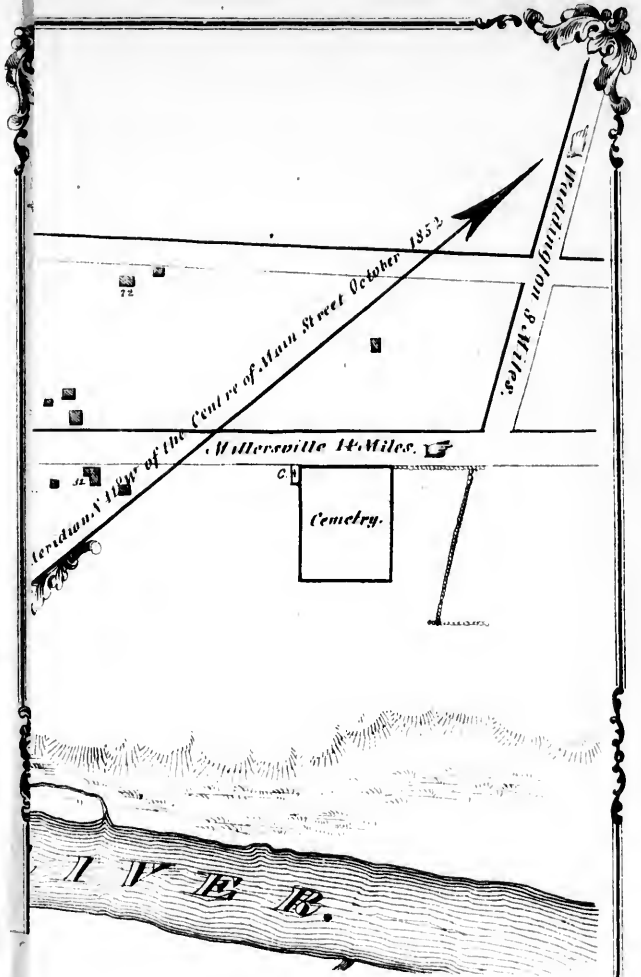 Waddington 8 Miles.
72
Meridian N 41° W of the Centre of Main Street October 1852
Millersville 14 Miles.
C.
Cemetry.
IVER.